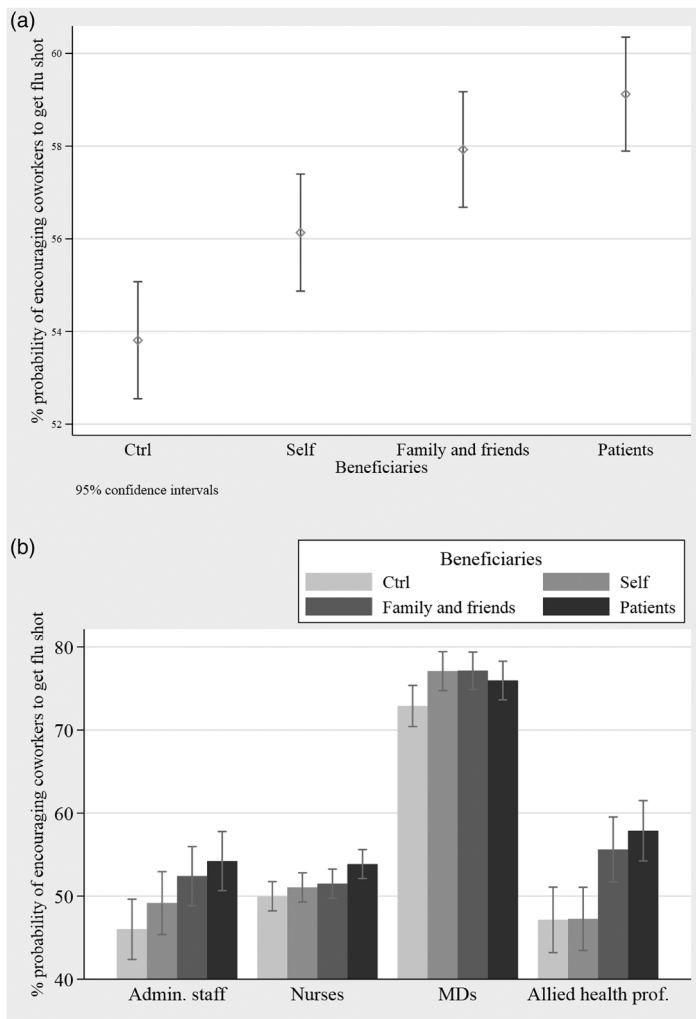 (a)
% probability of encouraging coworkers to get flu shot
60
58
56
54
52
Ctrl Self Family and friends Patients
Beneficiaries
95% confidence intervals
(b)
Beneficiaries
Ctrl Self
Family and friends Patients
% probability of encouraging coworkers to get flu shot
80
70
60
50
40
Admin. staff Nurses MDs Allied health prof.